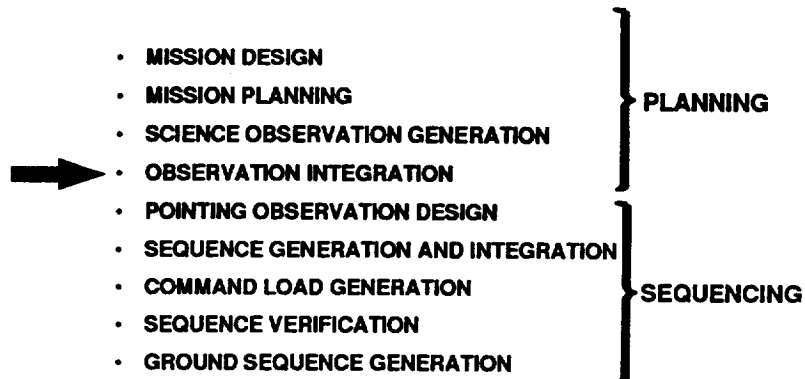 · MISSION DESIGN
· MISSION PLANNING
· SCIENCE OBSERVATION GENERATION
· OBSERVATION INTEGRATION
PLANNING
· POINTING OBSERVATION DESIGN
· SEQUENCE GENERATION AND INTEGRATION
· COMMAND LOAD GENERATION
· SEQUENCE VERIFICATION
· GROUND SEQUENCE GENERATION
SEQUENCING